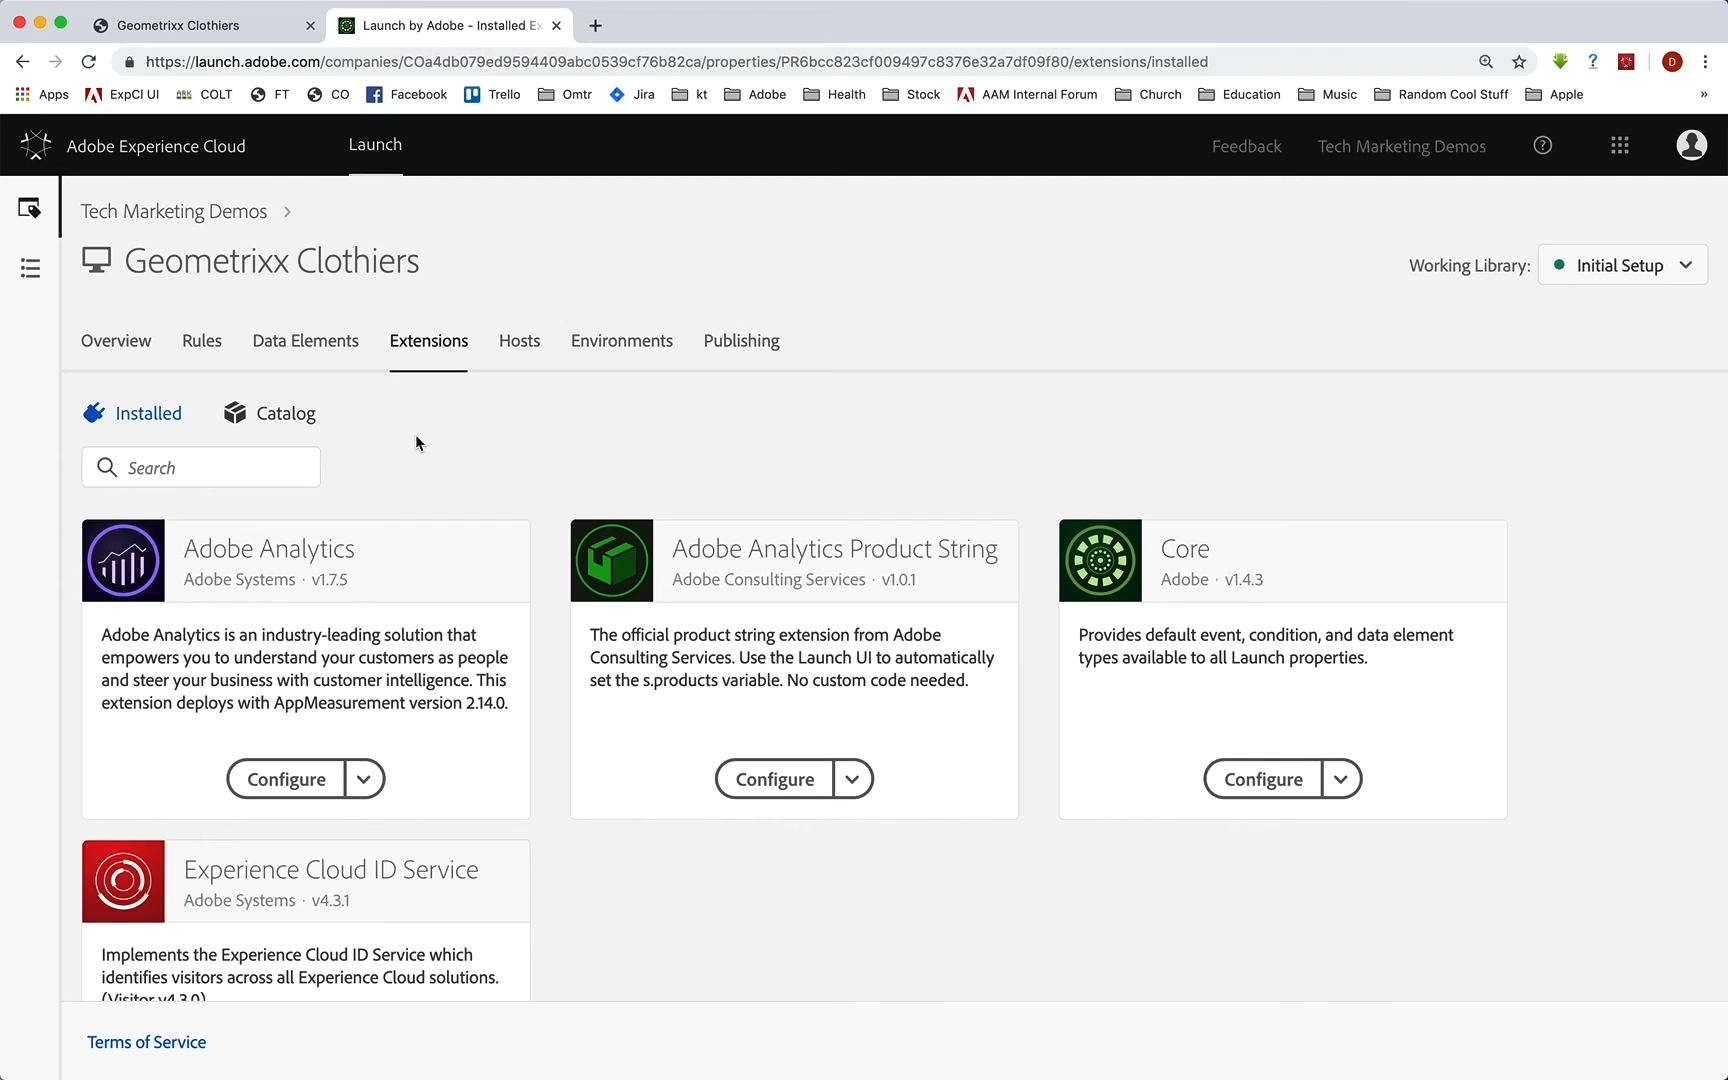 Geometrixx Clothiers
Launch by Adobe - Installed Ex
https://launch.adobe.com/companies/COa4db079ed9594409abc0539cf76b82ca/properties/PR6bcc823cf009497c8376e32a7df09f80/extensions/installed
D
Apps ExpCl UI COLT FT CO Facebook Trello Omtr Jira kt Adobe Health Stock AAM Internal Forum Church Education Music Random Cool Stuff Apple »
Adobe Experience Cloud
Launch
Feedback
Tech Marketing Demos
Tech Marketing Demos
Geometrixx Clothiers
Working Library: Initial Setup
Overview Rules Data Elements Extensions Hosts Environments Publishing
Installed Catalog
Search
Adobe Analytics
Adobe Systems · v1.7.5
Adobe Analytics is an industry-leading solution that
empowers you to understand your customers as people
and steer your business with customer intelligence. This
extension deploys with AppMeasurement version 2.14.0.
Configure
Adobe Analytics Product String
Adobe Consulting Services · v1.0.1
The official product string extension from Adobe
Consulting Services. Use the Launch UI to automatically
set the s.products variable. No custom code needed.
Configure
Core
Adobe · v1.4.3
Provides default event, condition, and data element
types available to all Launch properties.
Configure
Experience Cloud ID Service
Adobe Systems · v4.3.1
Implements the Experience Cloud ID Service which
identifies visitors across all Experience Cloud solutions.
(Visitor v4.3.0)
Terms of Service